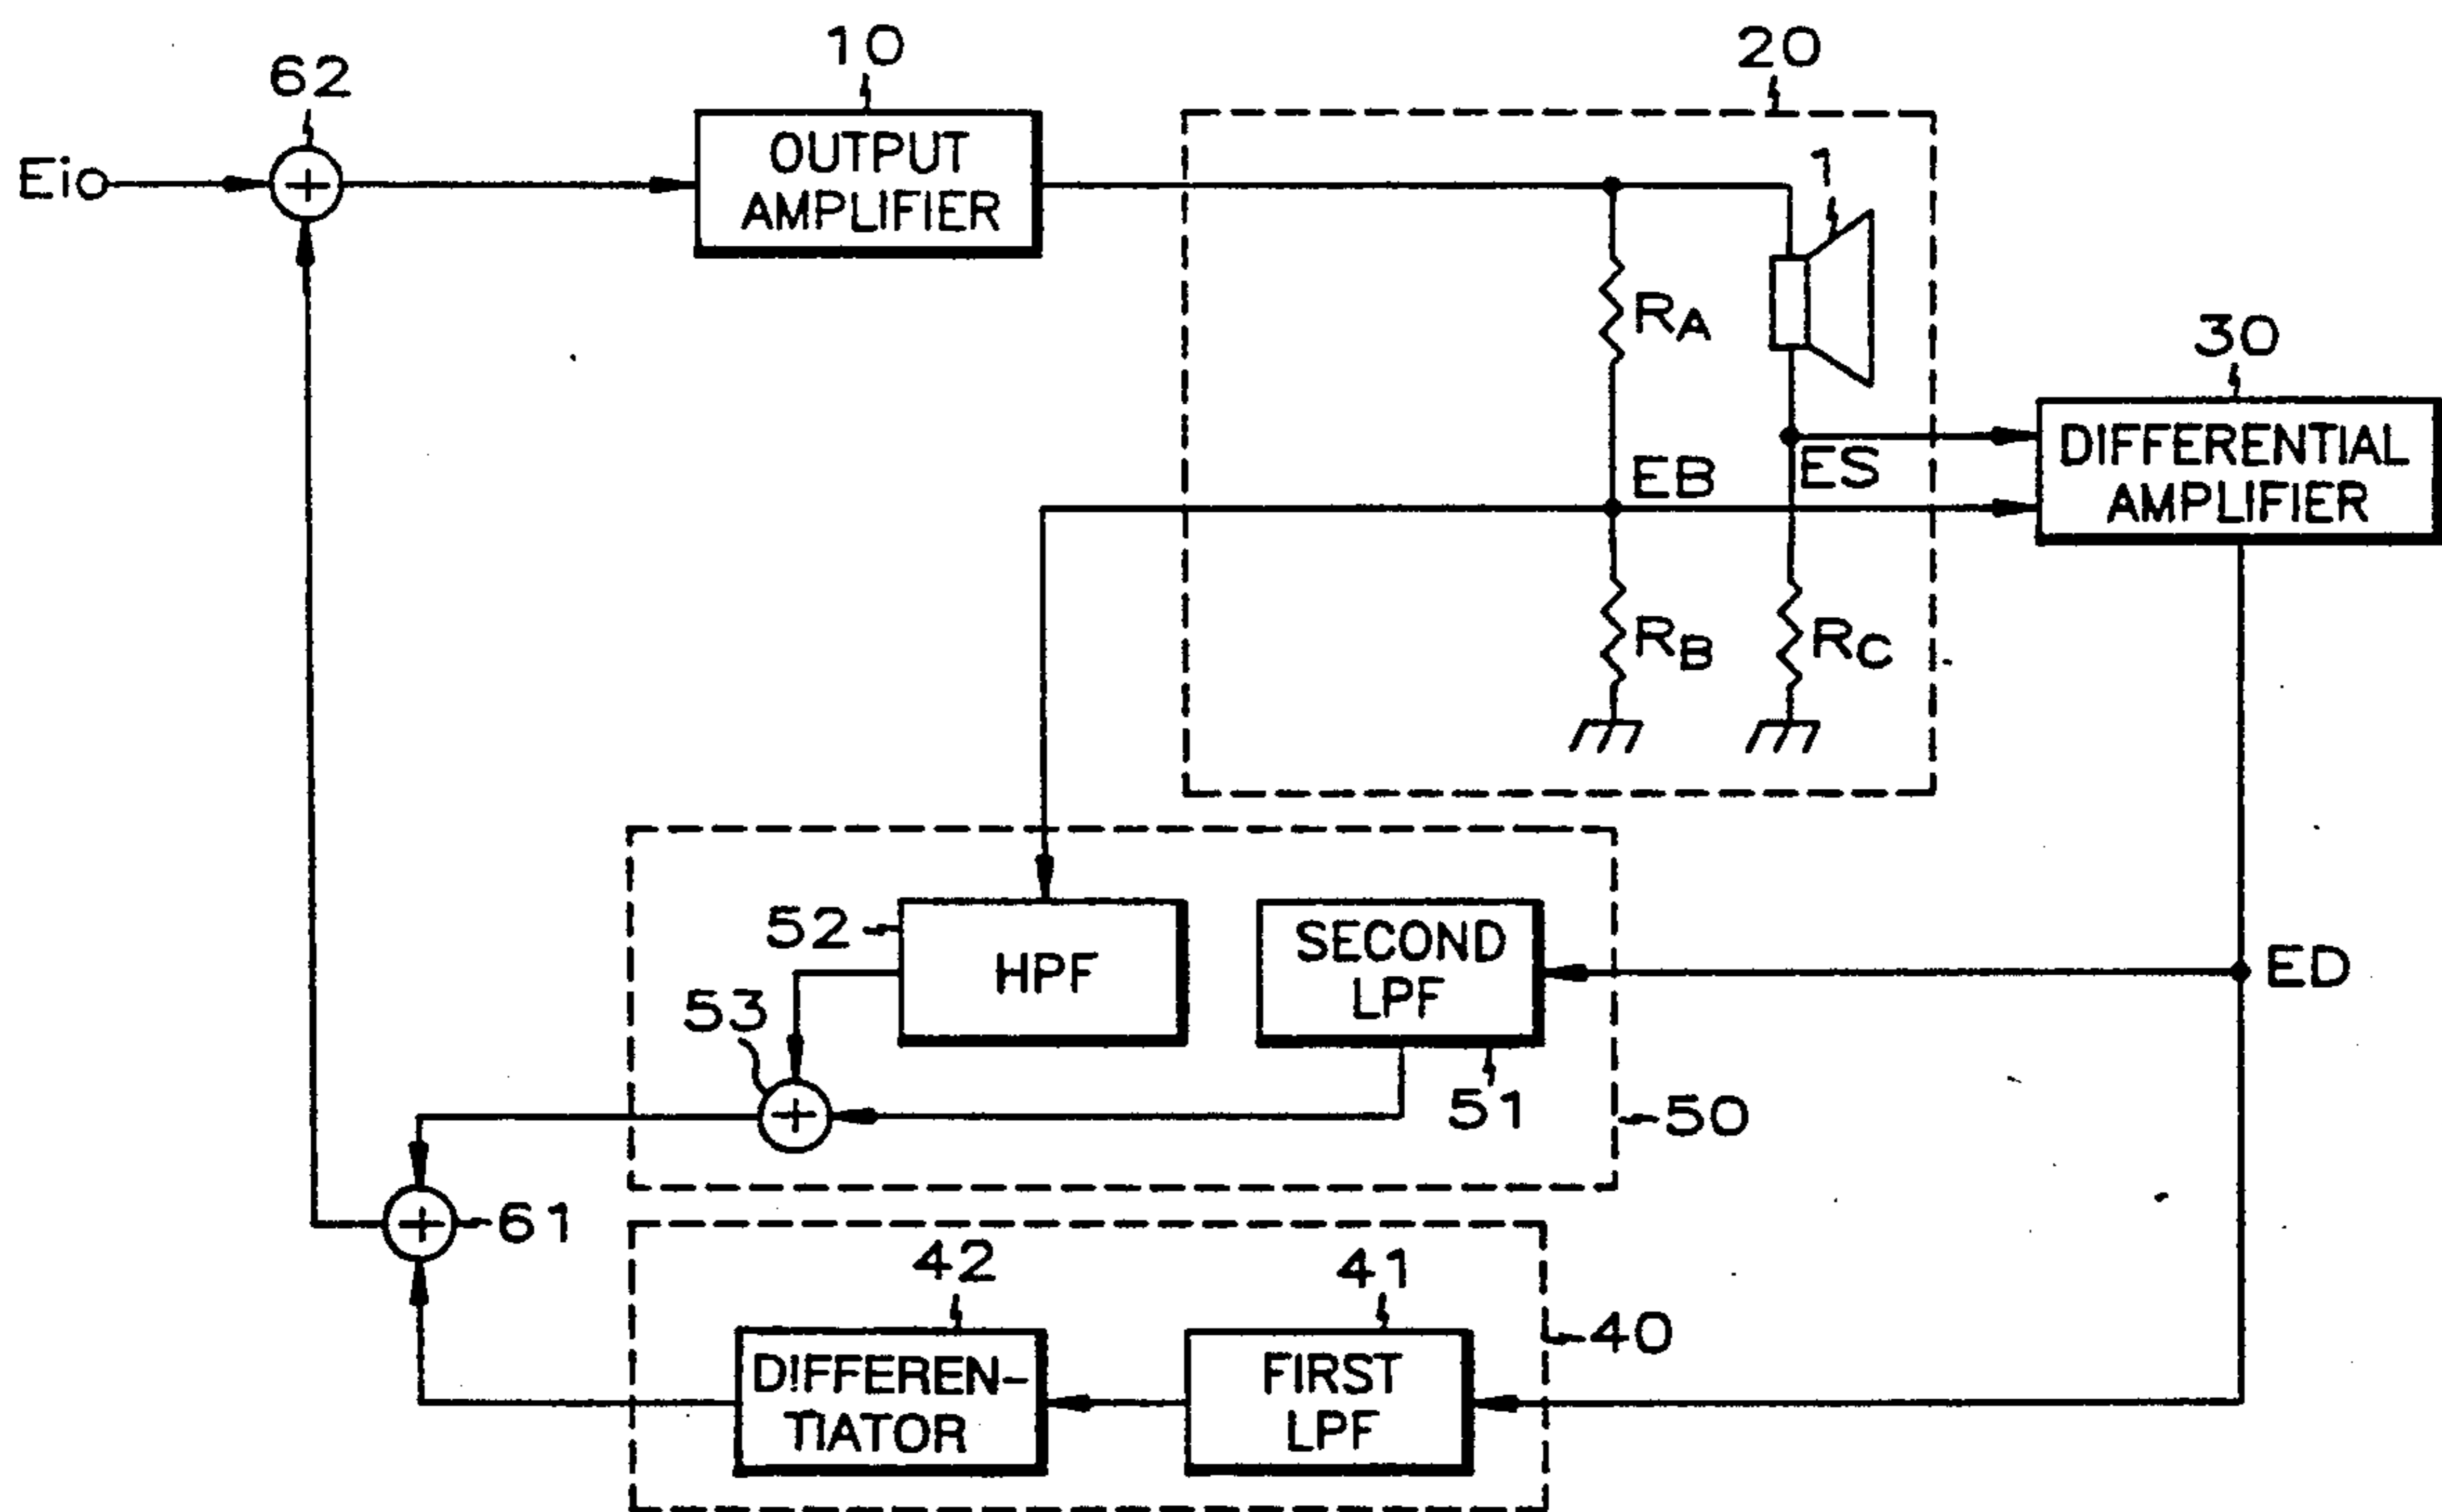 10
20
62
OUTPUT
AMPLIFIER
Eio
1
RA
30
DIFFERENTIAL
AMPLIFIER
EB
ES
RB
RC
52
HPF
SECOND
LPF
ED
53
51
50
61
42
41
40
DIFFEREN-
TIATOR
FIRST
LPF